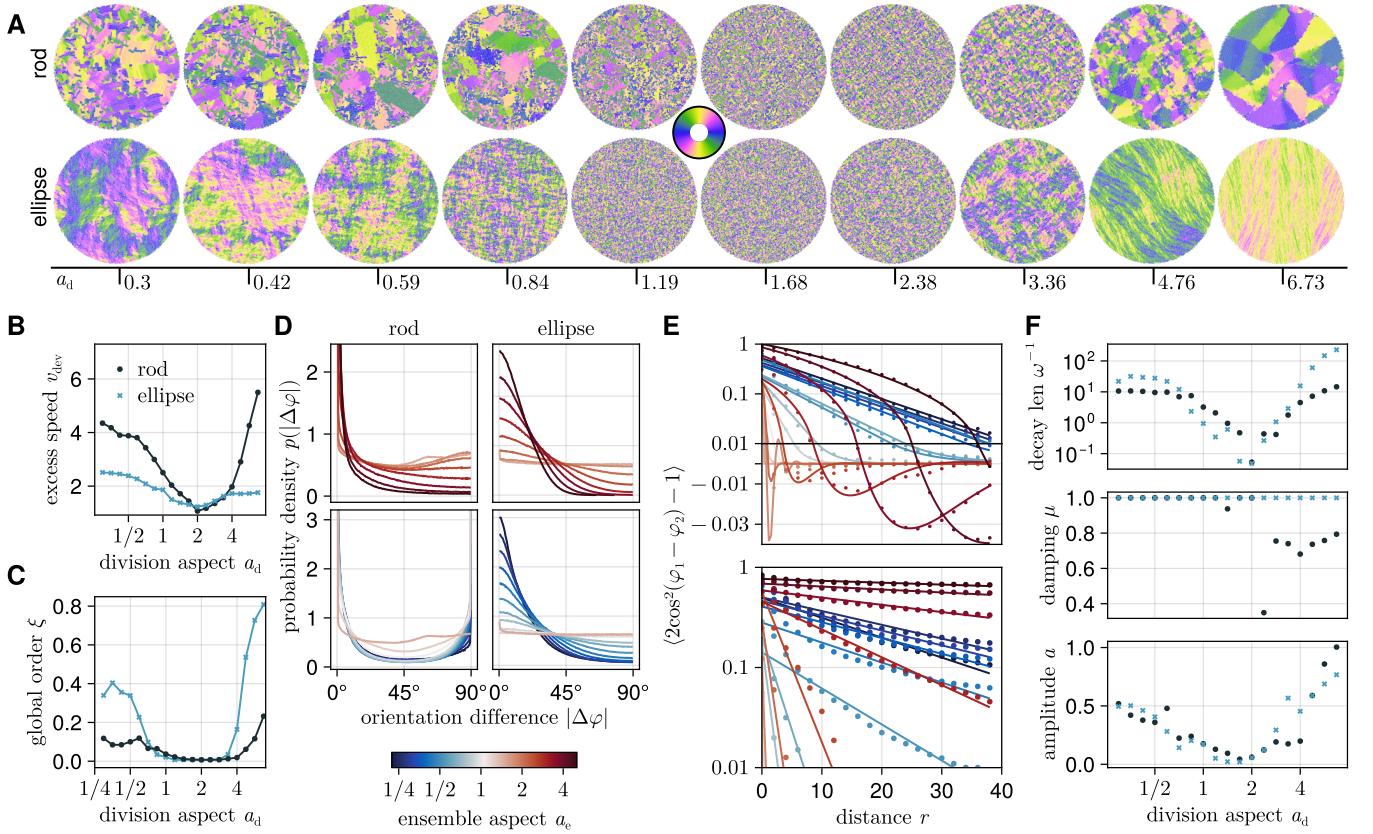 A
rod
ellipse
a_d 0.3 0.42 0.59 0.84 1.19 1.68 2.38 3.36 4.76 6.73
B
excess speed v_dev
rod
ellipse
6
4
2
1/2 1 2 4
division aspect a_d
C
global order ξ
0.8
0.6
0.4
0.2
0.0
1/4 1/2 1 2 4
division aspect a_d
D
rod ellipse
probability density p(|Δφ|)
2
1
0
3
2
1
0
0° 45° 90° 0° 45° 90°
orientation difference |Δφ|
1/4 1/2 1 2 4
ensemble aspect a_e
E
⟨2cos²(φ₁ − φ₂) − 1⟩
1
0.1
0.01
−0.01
−0.03
1
0.1
0.01
0 10 20 30 40
distance r
F
decay len ω⁻¹
10²
10¹
10⁰
10⁻¹
damping μ
1.0
0.8
0.6
0.4
amplitude a
1.0
0.5
0.0
1/2 1 2 4
division aspect a_d